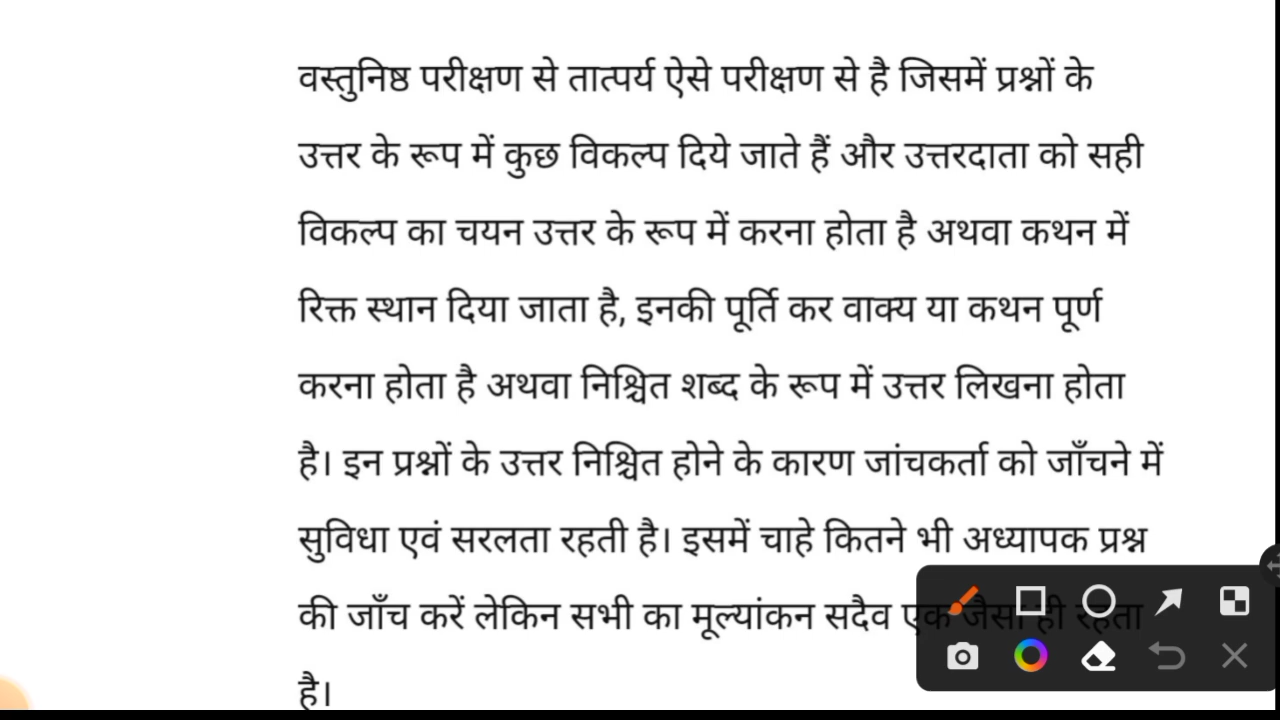 वस्तुनिष्ठ परीक्षण से तात्पर्य ऐसे परीक्षण से है जिसमें प्रश्नों के
उत्तर के रूप में कुछ विकल्प दिये जाते हैं और उत्तरदाता को सही
विकल्प का चयन उत्तर के रूप में करना होता है अथवा कथन में
रिक्त स्थान दिया जाता है, इनकी पूर्ति कर वाक्य या कथन पूर्ण
करना होता है अथवा निश्चित शब्द के रूप में उत्तर लिखना होता
है। इन प्रश्नों के उत्तर निश्चित होने के कारण जांचकर्ता को जाँचने में
सुविधा एवं सरलता रहती है। इसमें चाहे कितने भी अध्यापक प्रश्न
की जाँच करें लेकिन सभी का मूल्यांकन सदैव एक जैसा ही रहता
है।